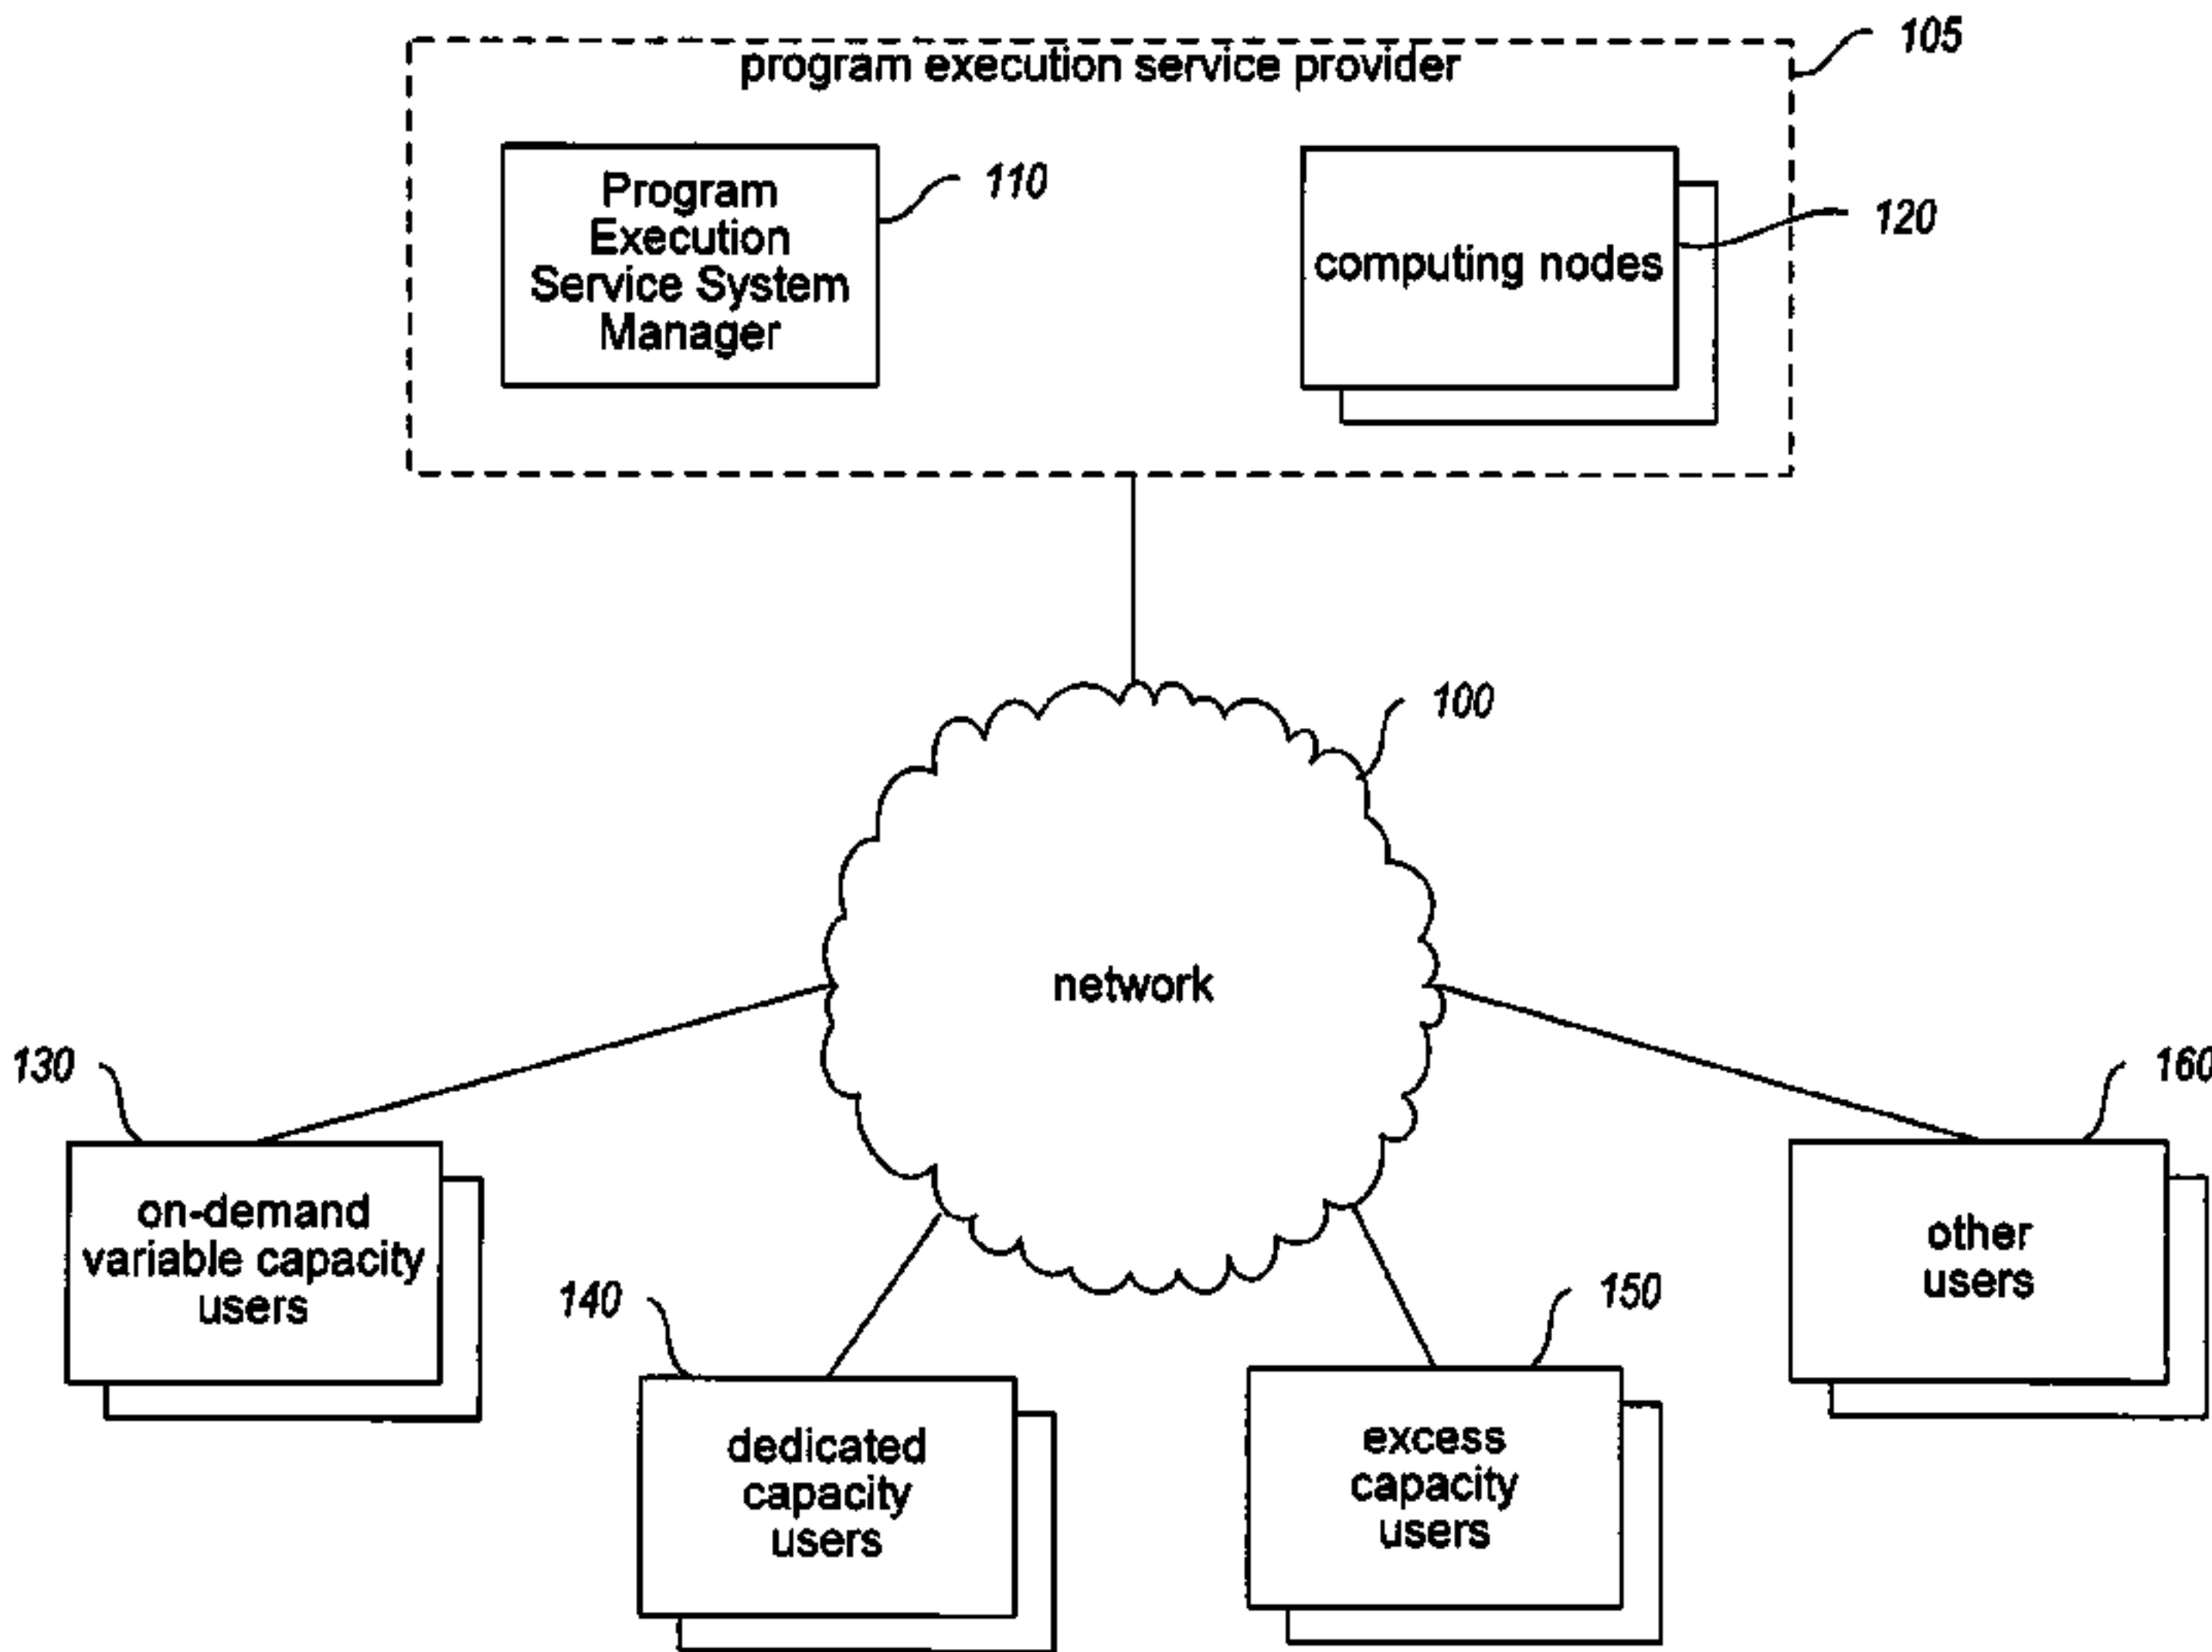 program execution service provider
105
Program
Execution
Service System
Manager
110
computing nodes
120
100
network
130
on-demand
variable capacity
users
140
dedicated
capacity
users
150
excess
capacity
users
160
other
users